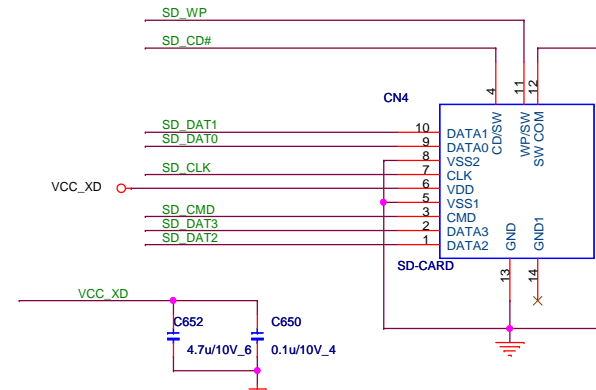 SD_WP
SD_CD#
4
11
12
CN4
CD/SW
WP/SW
SW COM
SD_DAT1 10 DATA1
SD_DAT0 9 DATA0
8 VSS2
SD_CLK 7 CLK
VCC_XD 6 VDD
5 VSS1
SD_CMD 3 CMD
SD_DAT3 2 DATA3
SD_DAT2 1 DATA2
GND
GND1
SD-CARD
13
14
VCC_XD
C652 C650
4.7u/10V_6 0.1u/10V_4